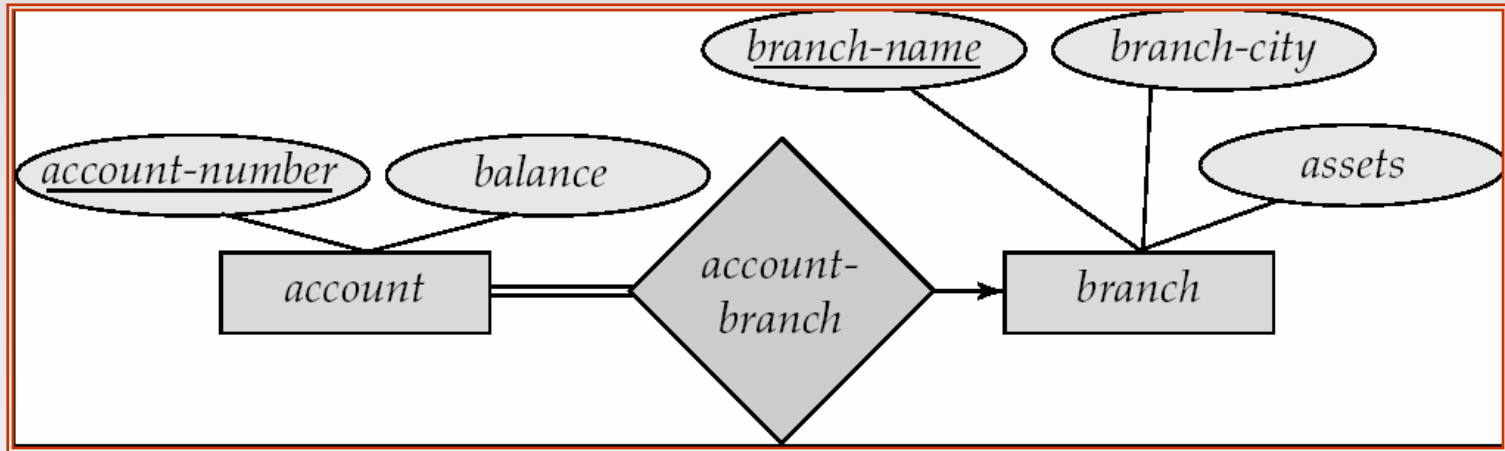 branch-name
branch-city
account-number
balance
assets
account
account-
branch
branch